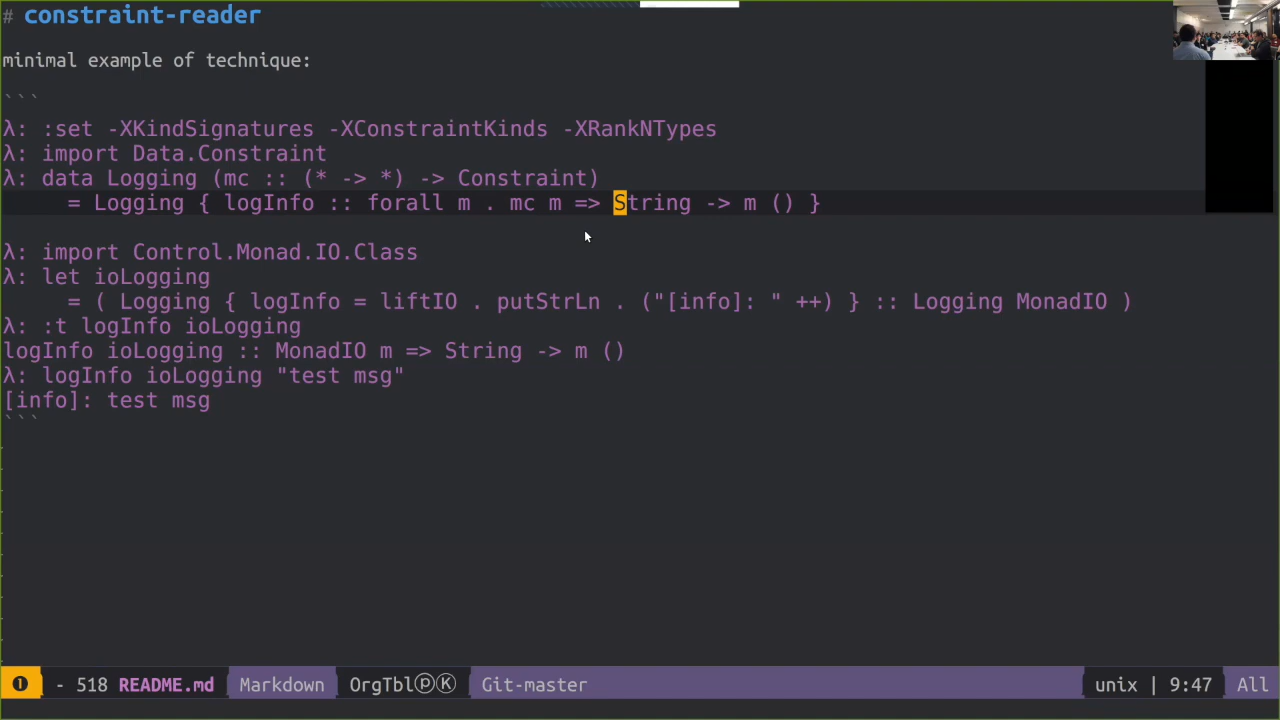 # constraint-reader
minimal example of technique:
```
λ: :set -XKindSignatures -XConstraintKinds -XRankNTypes
λ: import Data.Constraint
λ: data Logging (mc :: (* -> *) -> Constraint)
= Logging { logInfo :: forall m . mc m => String -> m () }
λ: import Control.Monad.IO.Class
λ: let ioLogging
= ( Logging { logInfo = liftIO . putStrLn . ("[info]: " ++) } :: Logging MonadIO )
λ: :t logInfo ioLogging
logInfo ioLogging :: MonadIO m => String -> m ()
λ: logInfo ioLogging "test msg"
[info]: test msg
```
❶ - 518 README.md Markdown OrgTblⓟⓀ Git-master unix | 9:47 All